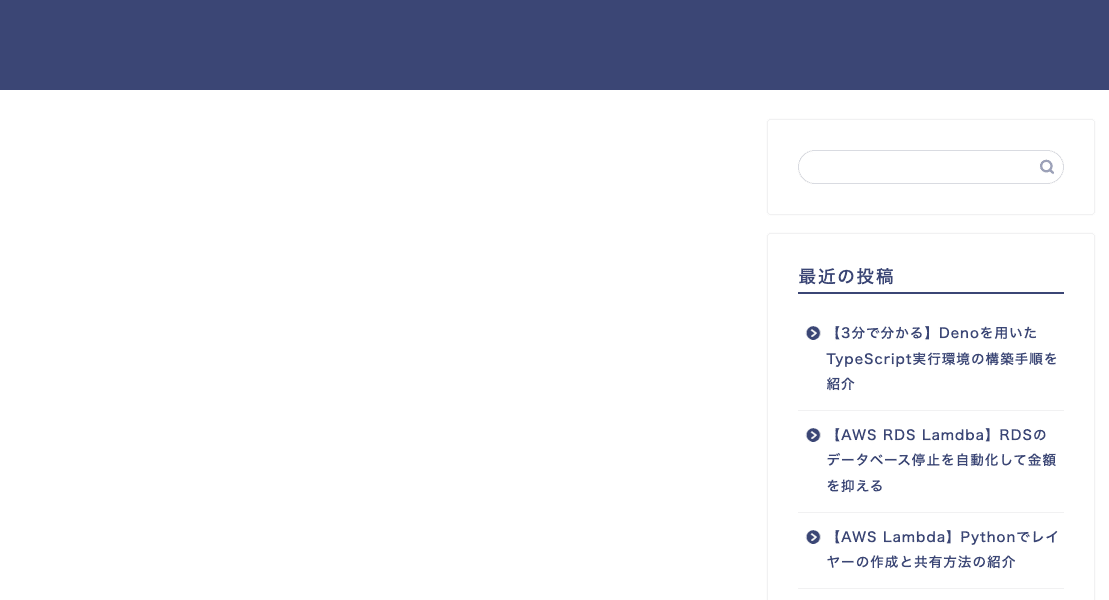 最近の投稿
【3分で分かる】Denoを用いた
TypeScript実行環境の構築手順を
紹介
【AWS RDS Lamdba】RDSの
データベース停止を自動化して金額
を抑える
【AWS Lambda】Pythonでレイ
ヤーの作成と共有方法の紹介